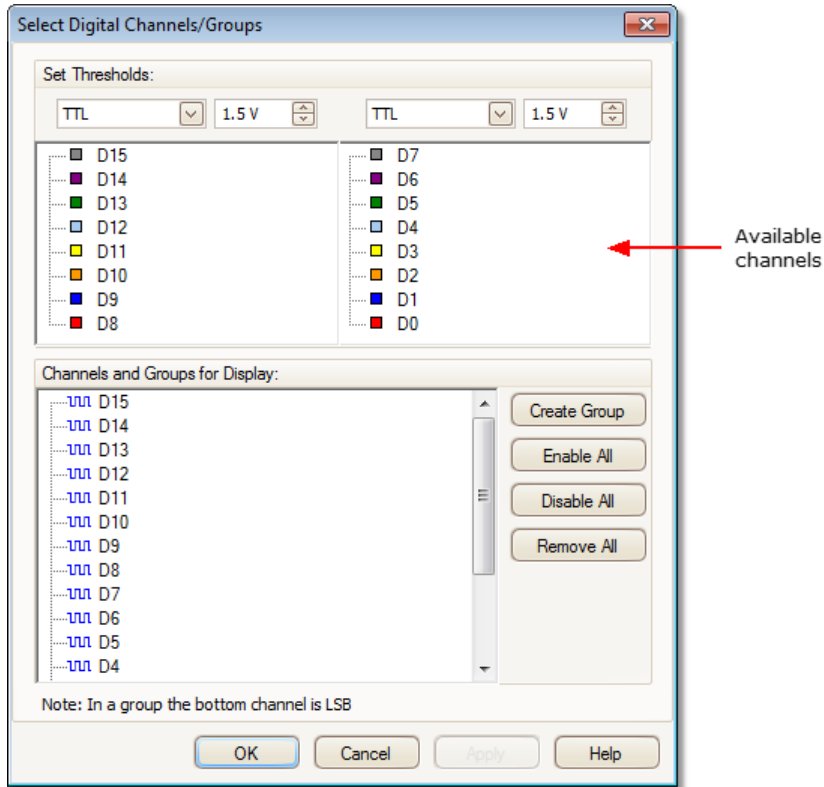 Select Digital Channels/Groups
Set Thresholds:
TTL 1.5 V TTL 1.5 V
D15 D7
D14 D6
D13 D5
D12 D4
D11 D3
D10 D2
D9 D1
D8 D0
Available
channels
Channels and Groups for Display:
D15
D14
D13
D12
D11
D10
D9
D8
D7
D6
D5
D4
Create Group
Enable All
Disable All
Remove All
Note: In a group the bottom channel is LSB
OK Cancel Apply Help